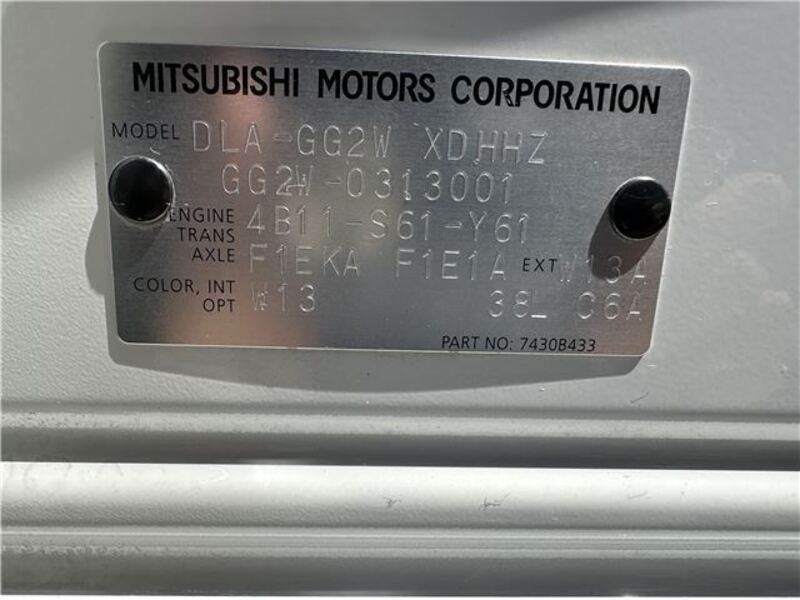 MITSUBISHI MOTORS CORPORATION
MODEL DLA-GG2W XDHHZ
GG2W-0313001
ENGINE 4B11-S61-Y61
TRANS
AXLE F1EKA F1E1A EXT W13A
COLOR, INT
OPT W13 38L C6A
PART NO: 7430B433